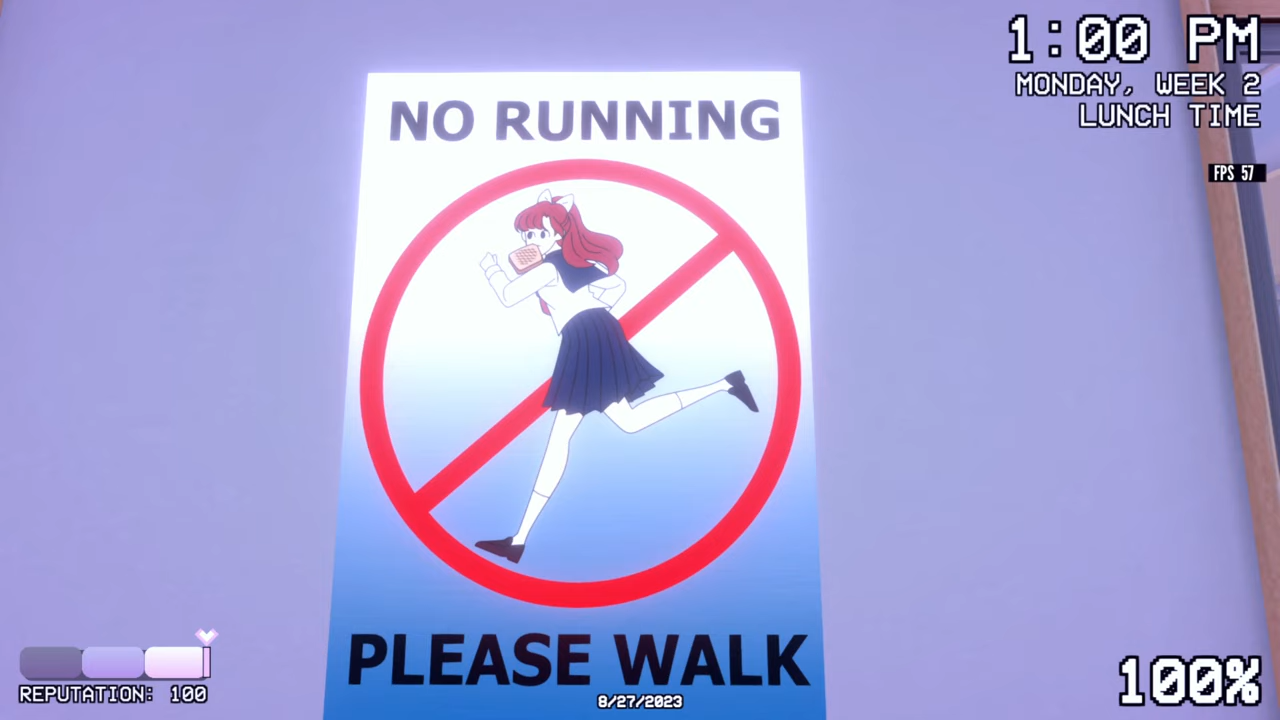 1:00 PM
MONDAY, WEEK 2
LUNCH TIME
FPS 57
NO RUNNING
PLEASE WALK
8/27/2023
REPUTATION: 100
100%